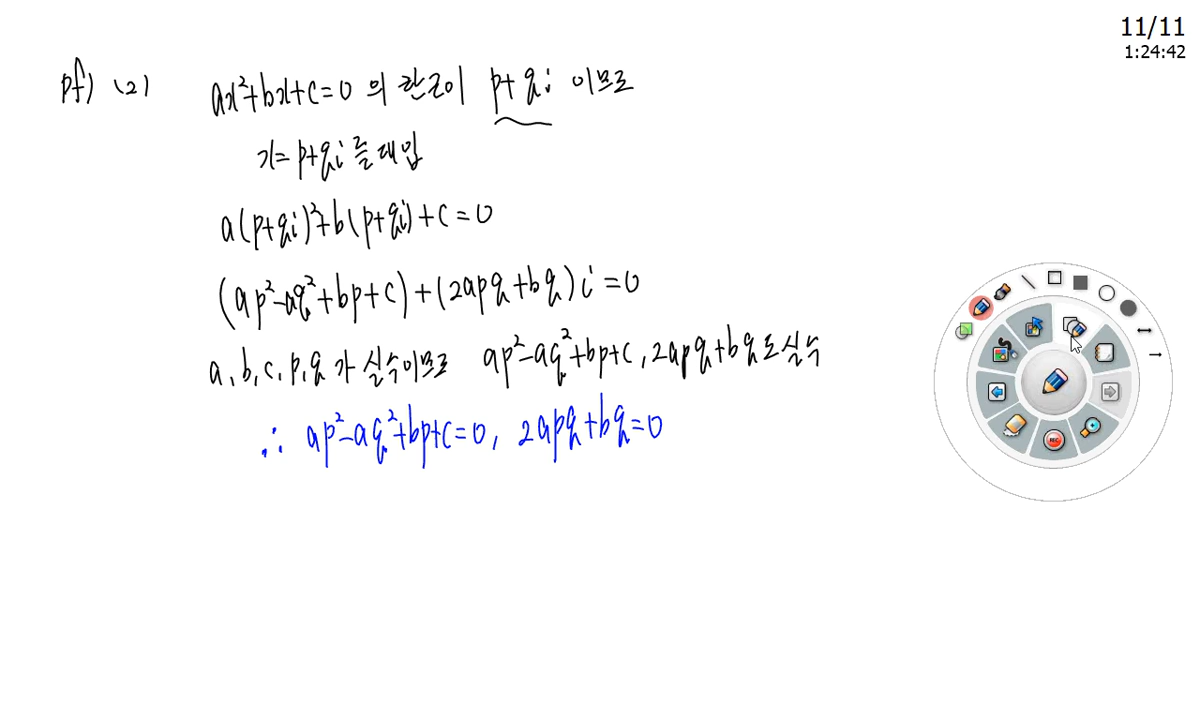 11/11
1:24:42
pf) (2) ax²+bx+c=0 의 한근이 p+qi 이므로
x=p+qi 를 대입
a(p+qi)²+b(p+qi)+c=0
(ap²-aq²+bp+c)+(2apq+bq)i=0
a, b, c, p, q 가 실수이므로 ap²-aq²+bp+c, 2apq+bq도 실수
∴ ap²-aq²+bp+c=0, 2apq+bq=0
REC